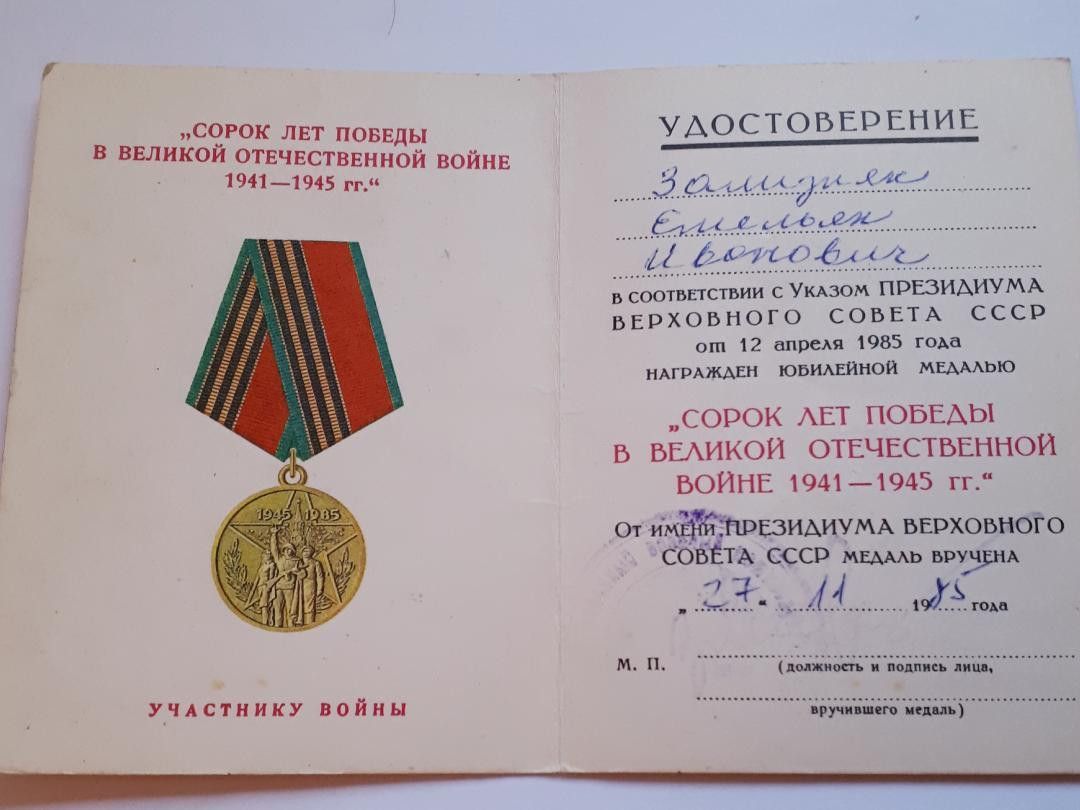 „СОРОК ЛЕТ ПОБЕДЫ
В ВЕЛИКОЙ ОТЕЧЕСТВЕННОЙ ВОЙНЕ
1941—1945 гг.“
1945 1985
УЧАСТНИКУ ВОЙНЫ
УДОСТОВЕРЕНИЕ
Зализняк
Емельян
Иванович
В СООТВЕТСТВИИ С УКАЗОМ ПРЕЗИДИУМА
ВЕРХОВНОГО СОВЕТА СССР
от 12 апреля 1985 года
НАГРАЖДЕН ЮБИЛЕЙНОЙ МЕДАЛЬЮ
„СОРОК ЛЕТ ПОБЕДЫ
В ВЕЛИКОЙ ОТЕЧЕСТВЕННОЙ
ВОЙНЕ 1941—1945 гг.“
ОТ ИМЕНИ ПРЕЗИДИУМА ВЕРХОВНОГО
СОВЕТА СССР МЕДАЛЬ ВРУЧЕНА
„ 27 “ 11 1985 года
М. П. (должность и подпись лица,
вручившего медаль)